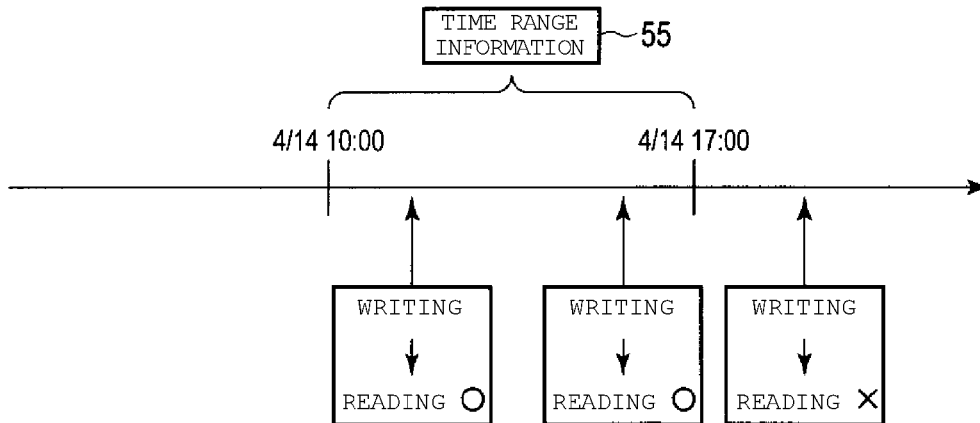 TIME RANGE
INFORMATION
55
4/14 10:00
4/14 17:00
WRITING
READING ○
WRITING
READING ○
WRITING
READING ×